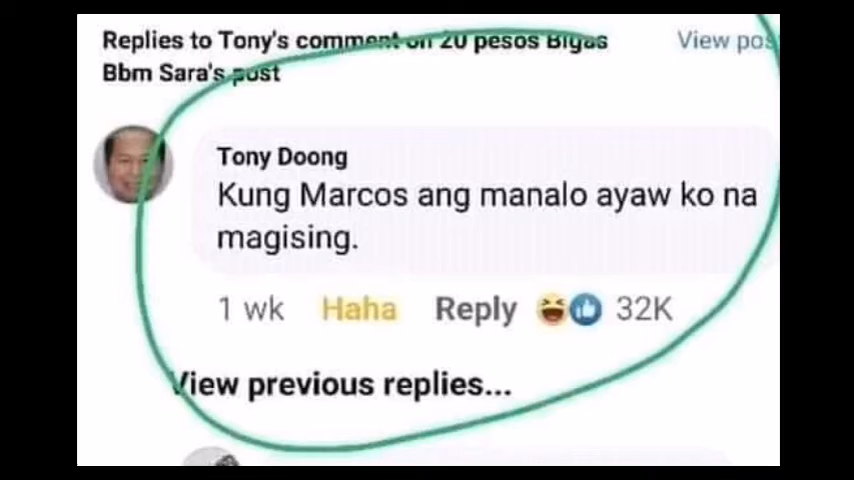 Replies to Tony's comment on 20 pesos Bigas
View pos
Bbm Sara's post
Tony Doong
Kung Marcos ang manalo ayaw ko na
magising.
1 wk Haha Reply 32K
View previous replies...